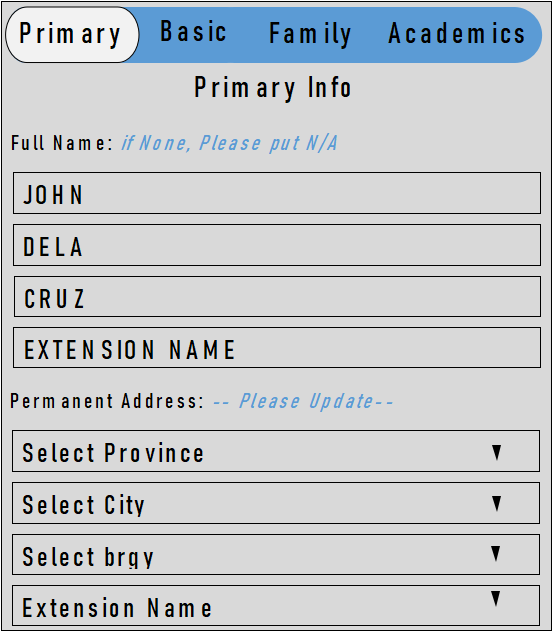 Primary Basic Family Academics
Primary Info
Full Name: if None, Please put N/A
JOHN
DELA
CRUZ
EXTENSION NAME
Permanent Address: -- Please Update--
Select Province
Select City
Select brgy
Extension Name